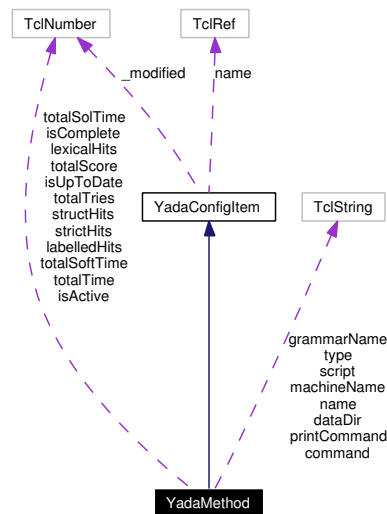 TclNumber
TclRef
_modified
name
totalSolTime
isComplete
lexicalHits
totalScore
isUpToDate
totalTries
structHits
strictHits
labelledHits
totalSoftTime
totalTime
isActive
YadaConfigItem
TclString
grammarName
type
script
machineName
name
dataDir
printCommand
command
YadaMethod